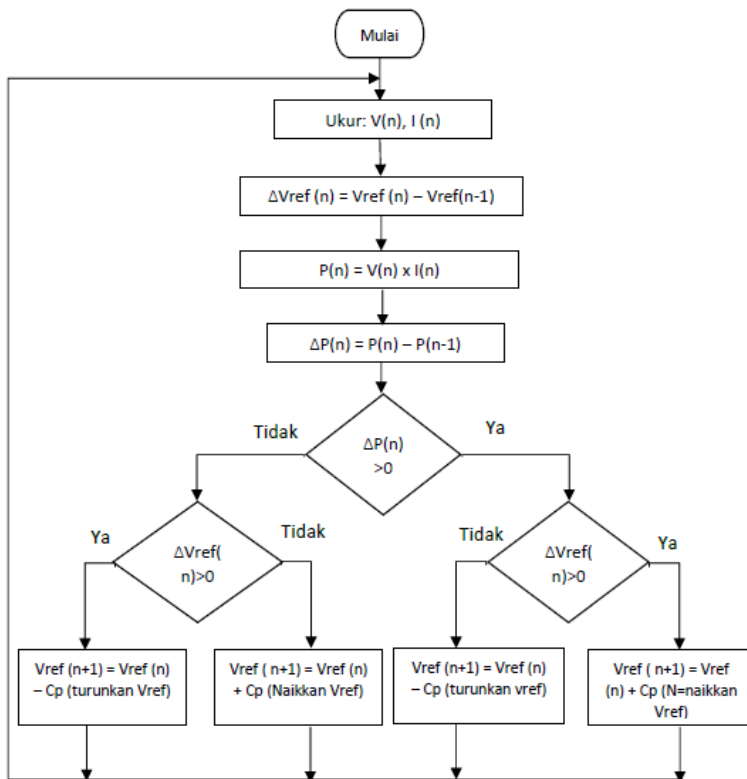 Mulai
Ukur: V(n), I (n)
ΔVref (n) = Vref (n) – Vref(n-1)
P(n) = V(n) x I(n)
ΔP(n) = P(n) – P(n-1)
Tidak
Ya
ΔP(n)
>0
Ya
Tidak
Tidak
Ya
ΔVref(
n)>0
ΔVref(
n)>0
Vref (n+1) = Vref (n)
– Cp (turunkan Vref)
Vref ( n+1) = Vref (n)
+ Cp (Naikkan Vref)
Vref (n+1) = Vref (n)
– Cp (turunkan vref)
Vref ( n+1) = Vref
(n) + Cp (N=naikkan
Vref)